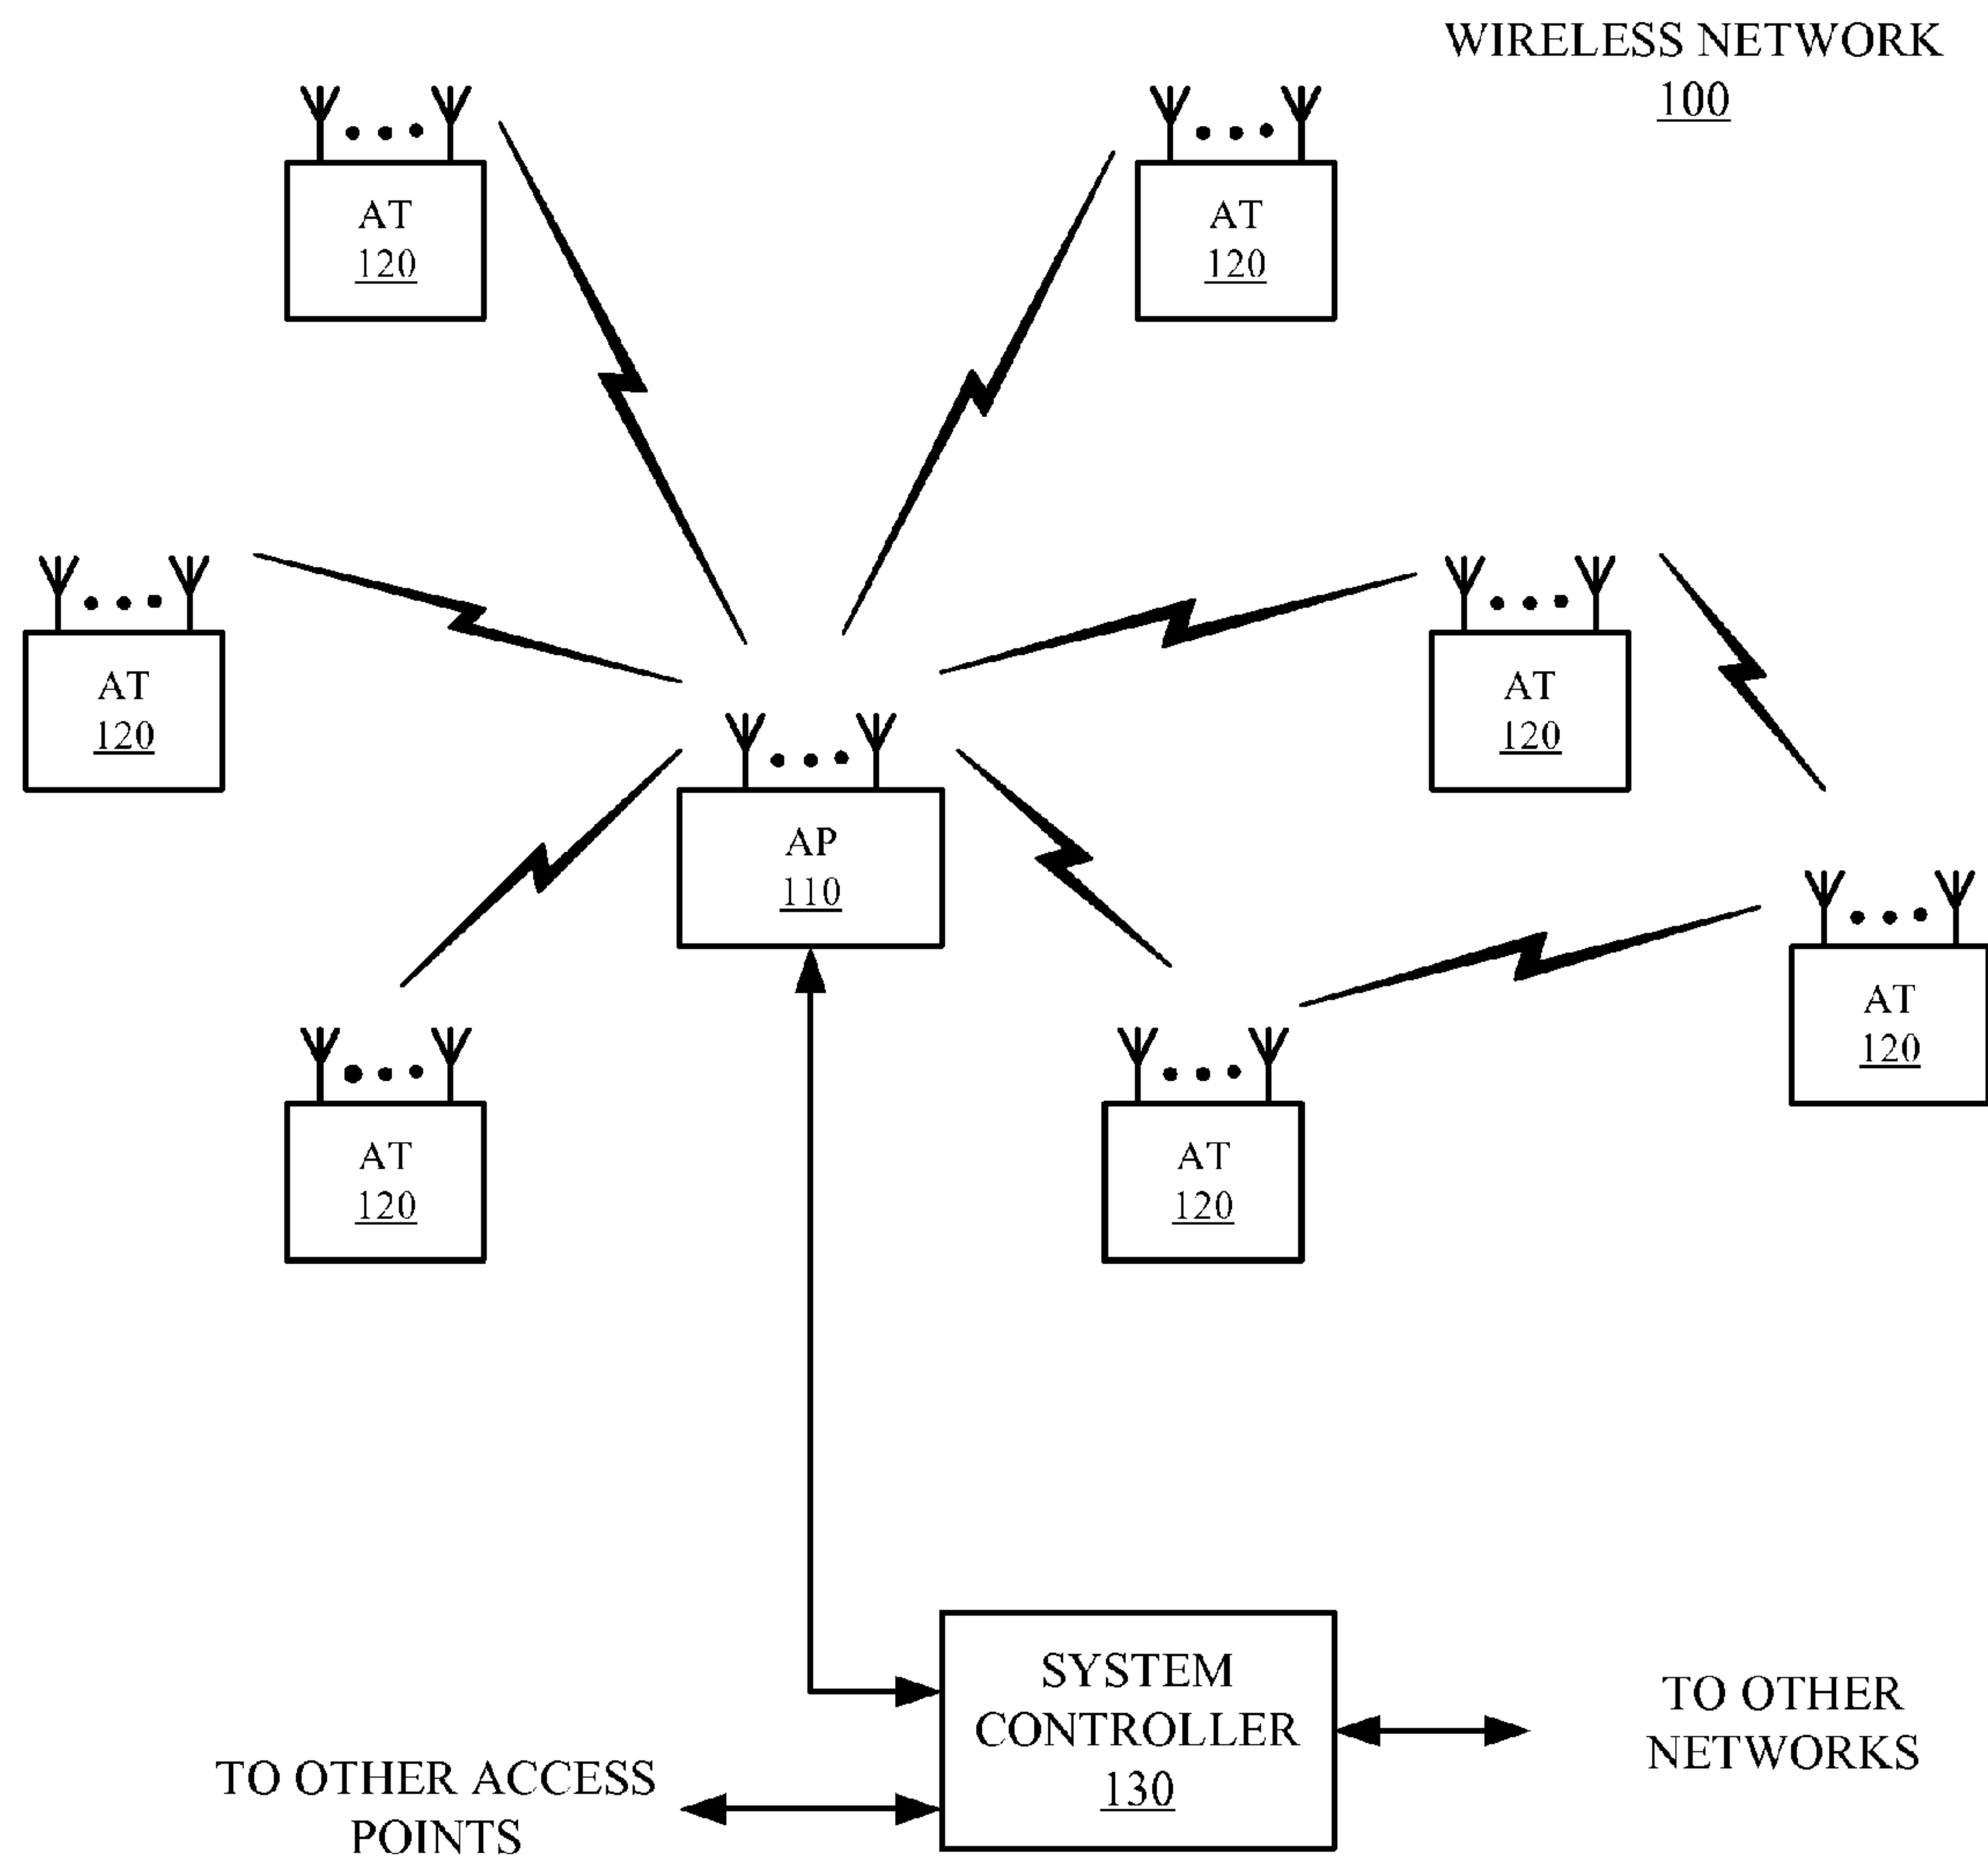 WIRELESS NETWORK
100
AT
120
AT
120
AT
120
AT
120
AP
110
AT
120
AT
120
AT
120
SYSTEM
CONTROLLER
130
TO OTHER
NETWORKS
TO OTHER ACCESS
POINTS